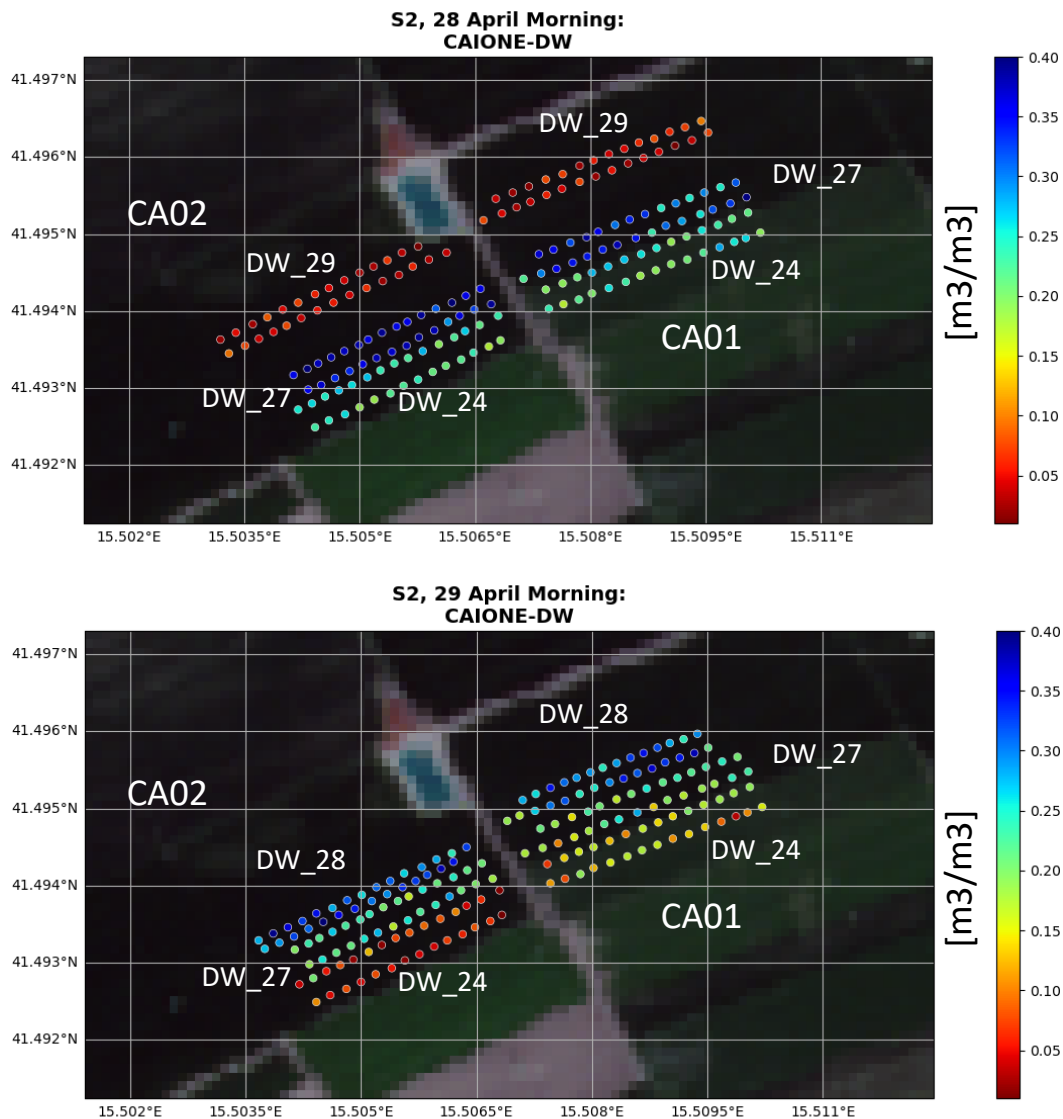 S2, 28 April Morning:
CAIONE-DW
41.497°N
41.496°N
41.495°N
41.494°N
41.493°N
41.492°N
DW_29
DW_27
CA02
DW_29
DW_24
CA01
DW_27
DW_24
15.502°E
15.5035°E
15.505°E
15.5065°E
15.508°E
15.5095°E
15.511°E
0.40
0.35
0.30
0.25
0.20
0.15
0.10
0.05
[m3/m3]
S2, 29 April Morning:
CAIONE-DW
41.497°N
41.496°N
41.495°N
41.494°N
41.493°N
41.492°N
DW_28
DW_27
CA02
DW_28
DW_24
CA01
DW_27
DW_24
15.502°E
15.5035°E
15.505°E
15.5065°E
15.508°E
15.5095°E
15.511°E
0.40
0.35
0.30
0.25
0.20
0.15
0.10
0.05
[m3/m3]